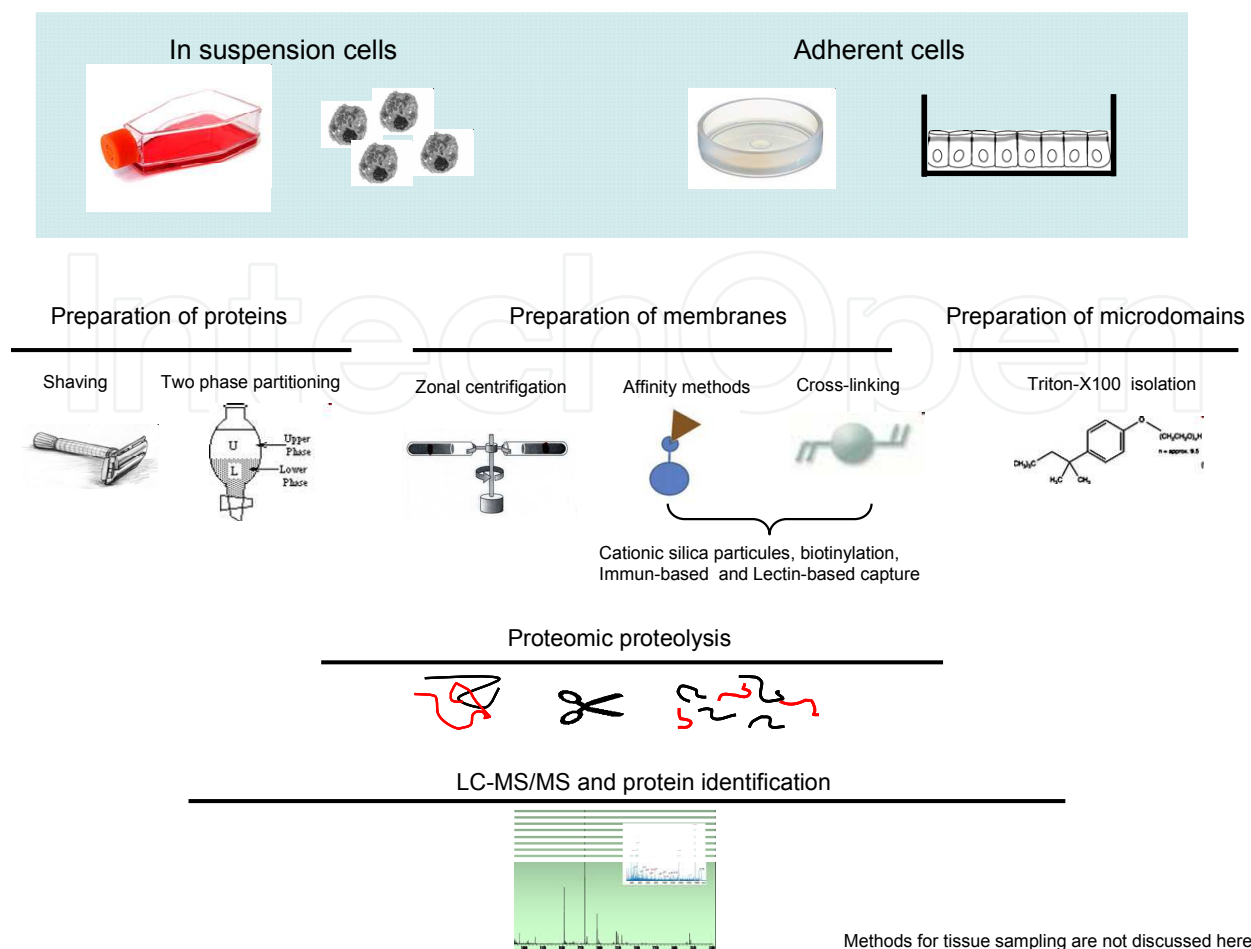 In suspension cells
Adherent cells
IntechOpen
Preparation of proteins
Preparation of membranes
Preparation of microdomains
Shaving
Two phase partitioning
Zonal centrifigation
Affinity methods
Cross-linking
Triton-X100 isolation
U
Upper
Phase
L
Lower
Phase
Cationic silica particules, biotinylation,
Immun-based and Lectin-based capture
Proteomic proteolysis
LC-MS/MS and protein identification
Methods for tissue sampling are not discussed here